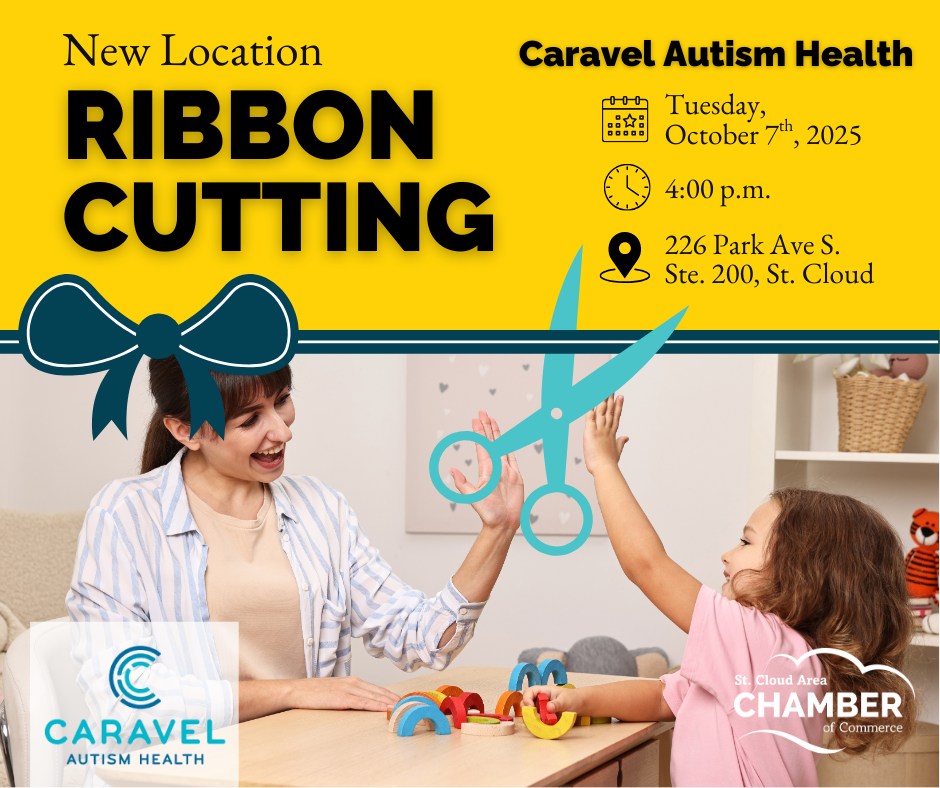 New Location
RIBBON
CUTTING
Caravel Autism Health
Tuesday,
October 7th, 2025
4:00 p.m.
226 Park Ave S.
Ste. 200, St. Cloud
CARAVEL
AUTISM HEALTH
St. Cloud Area
CHAMBER
of Commerce